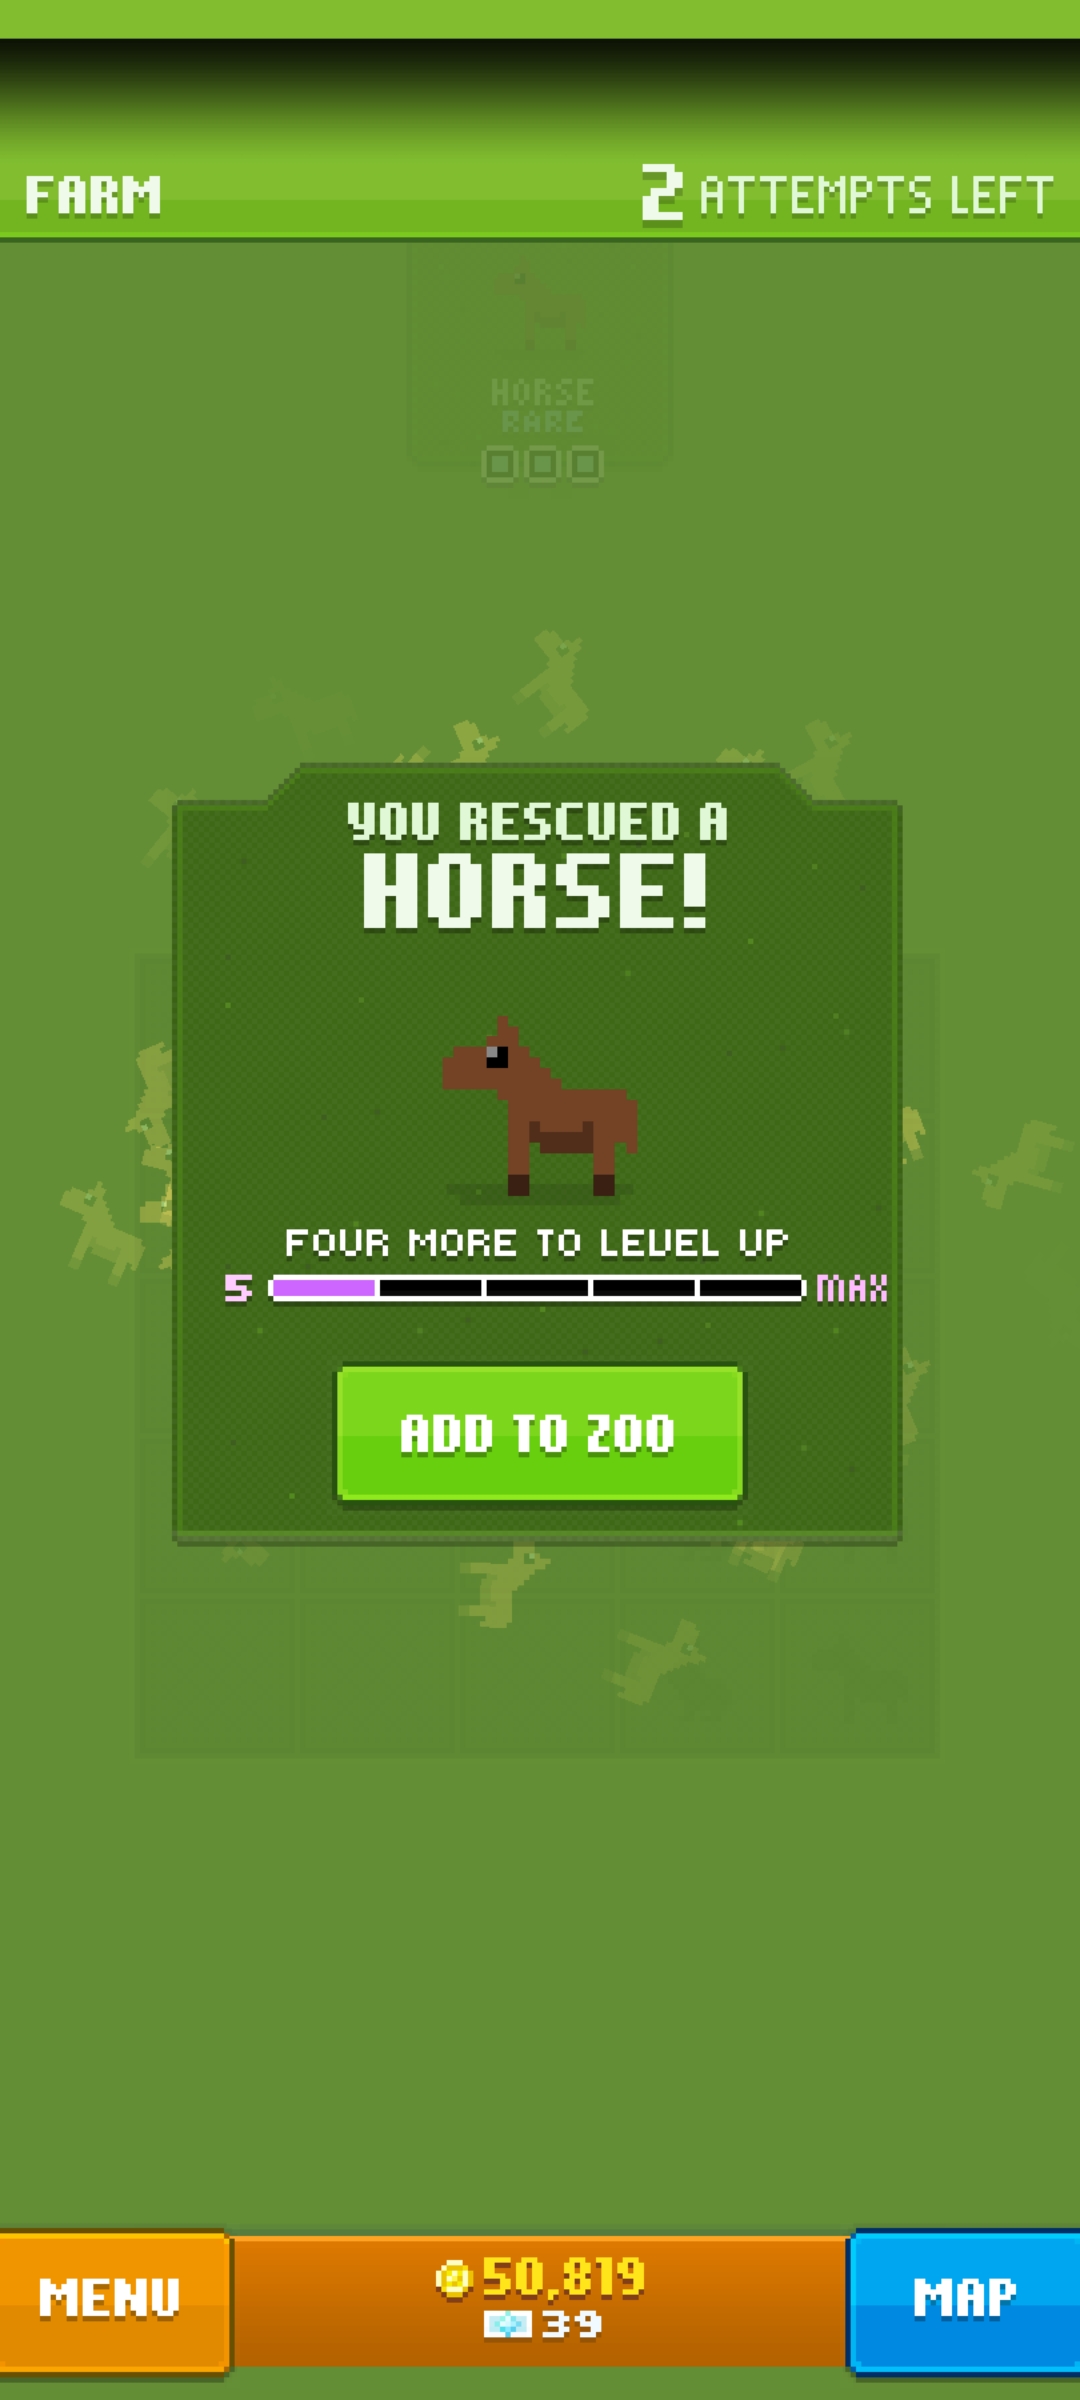 FARM
2 ATTEMPTS LEFT
HORSE
RARE
YOU RESCUED A
HORSE!
FOUR MORE TO LEVEL UP
5 MAX
ADD TO ZOO
MENU
50,819
39
MAP